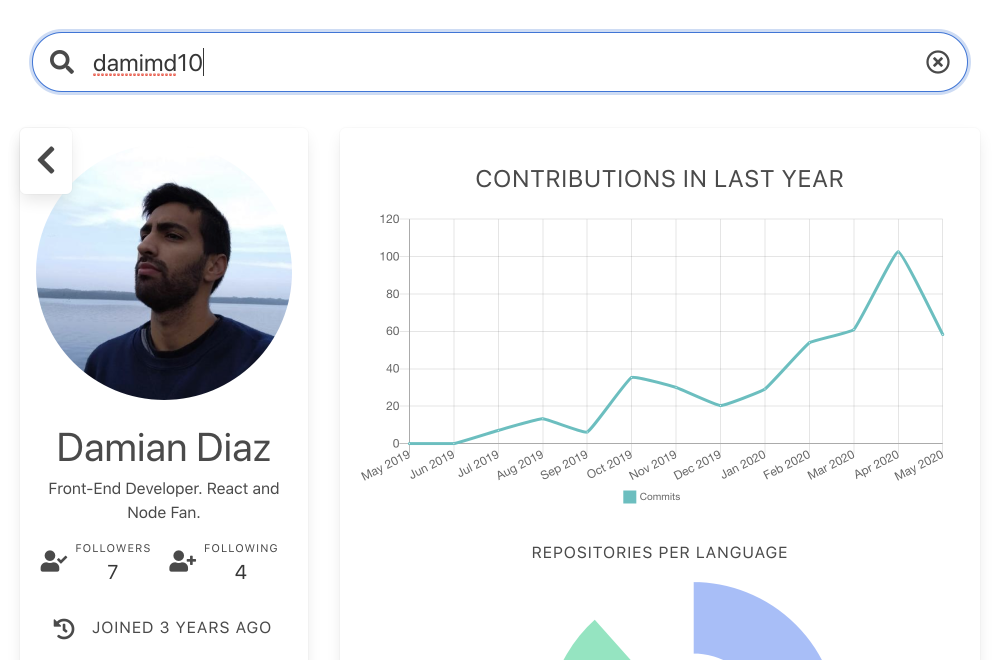 damimd10
Damian Diaz
Front-End Developer. React and
Node Fan.
FOLLOWERS
7
FOLLOWING
4
JOINED 3 YEARS AGO
CONTRIBUTIONS IN LAST YEAR
120
100
80
60
40
20
0
May 2019
Jun 2019
Jul 2019
Aug 2019
Sep 2019
Oct 2019
Nov 2019
Dec 2019
Jan 2020
Feb 2020
Mar 2020
Apr 2020
May 2020
Commits
REPOSITORIES PER LANGUAGE